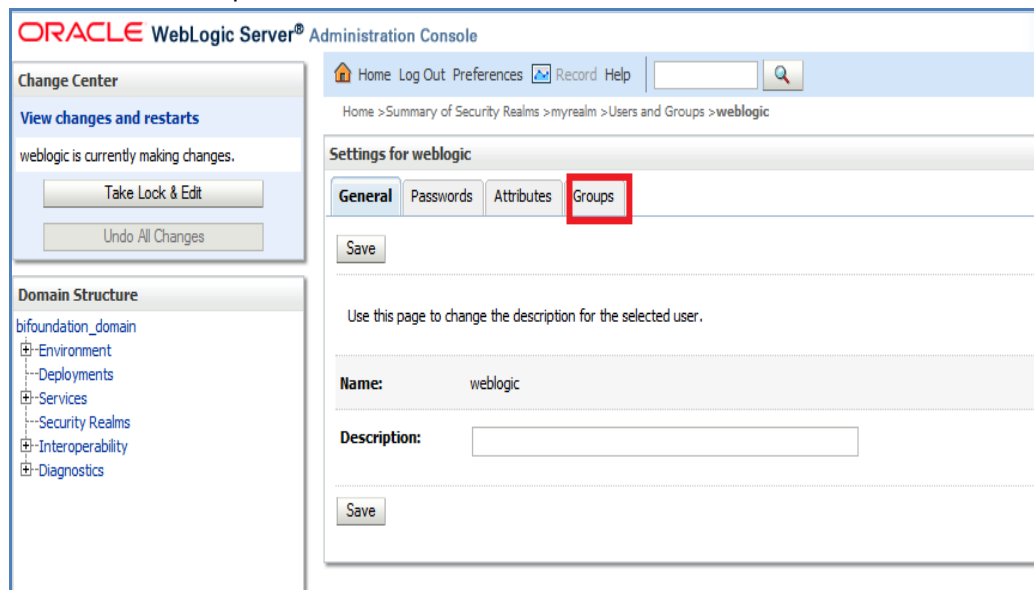 ORACLE WebLogic Server® Administration Console
Change Center
View changes and restarts
weblogic is currently making changes.
Take Lock & Edit
Undo All Changes
Domain Structure
bifoundation_domain
Environment
Deployments
Services
Security Realms
Interoperability
Diagnostics
Home Log Out Preferences Record Help
Home >Summary of Security Realms >myrealm >Users and Groups >weblogic
Settings for weblogic
General Passwords Attributes Groups
Save
Use this page to change the description for the selected user.
Name: weblogic
Description:
Save